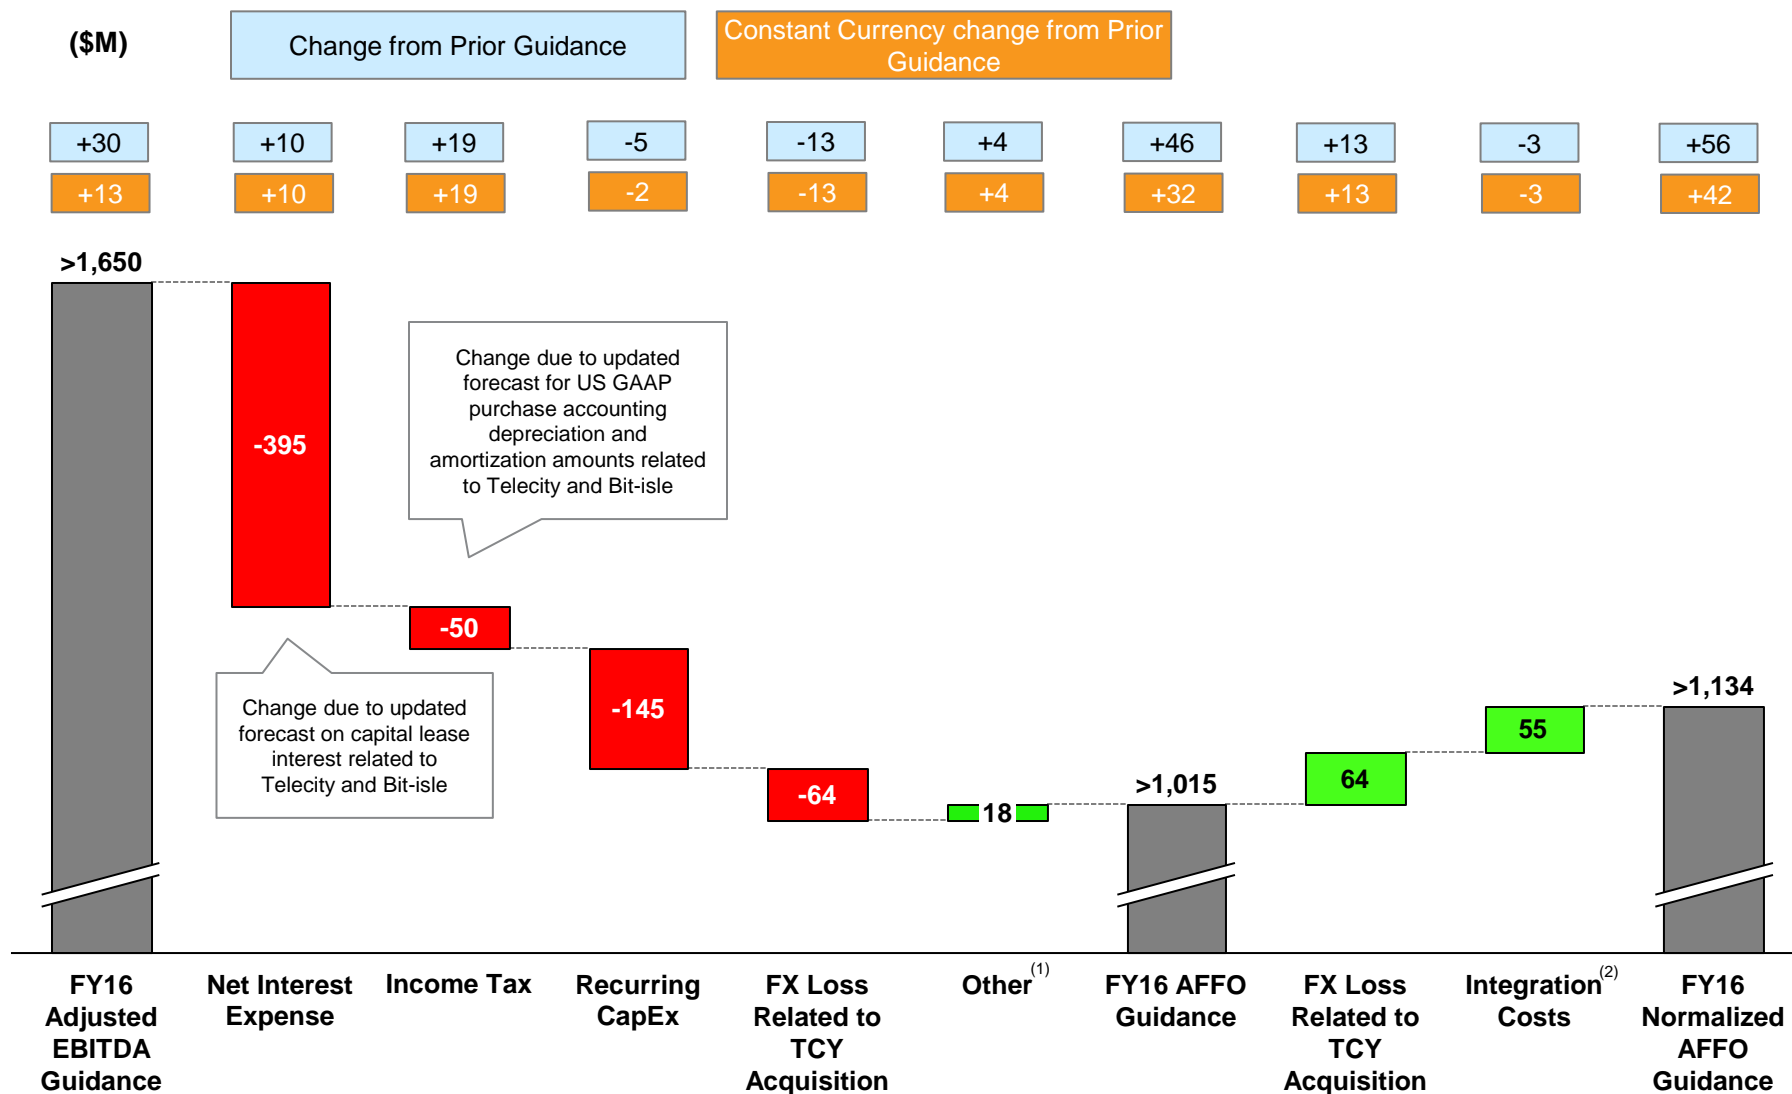 ($M)
Change from Prior Guidance
Constant Currency change from Prior
Guidance
+30 +10 +19 -5 -13 +4 +46 +13 -3 +56
+13 +10 +19 -2 -13 +4 +32 +13 -3 +42
>1,650
Change due to updated
forecast for US GAAP
purchase accounting
depreciation and
amortization amounts related
to Telecity and Bit-isle
-395
-50
Change due to updated
forecast on capital lease
interest related to
Telecity and Bit-isle
-145
-64
18
>1,015
64
55
>1,134
FY16
Adjusted
EBITDA
Guidance
Net Interest
Expense
Income Tax
Recurring
CapEx
FX Loss
Related to
TCY
Acquisition
Other(1)
FY16 AFFO
Guidance
FX Loss
Related to
TCY
Acquisition
Integration(2)
Costs
FY16
Normalized
AFFO
Guidance